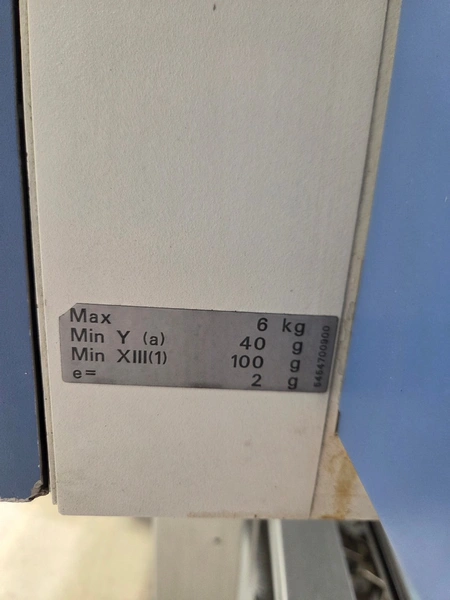 Max 6 kg
Min Y (a) 40 g
Min XIII(1) 100 g
e= 2 g